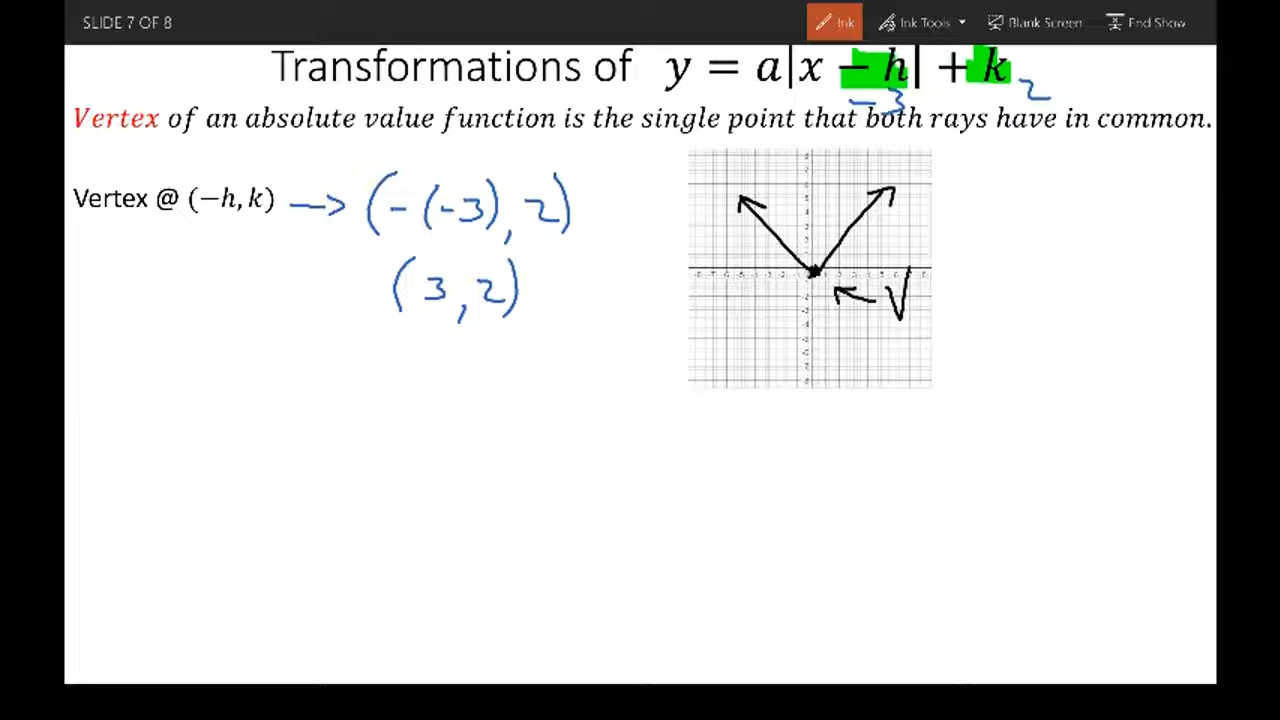 SLIDE 7 OF 8 Ink Ink Tools Blank Screen End Show
Transformations of y = a|x − h| + k
− 3 2
Vertex of an absolute value function is the single point that both rays have in common.
Vertex @ (−h, k) → (-(-3), 2)
(3, 2)
← V